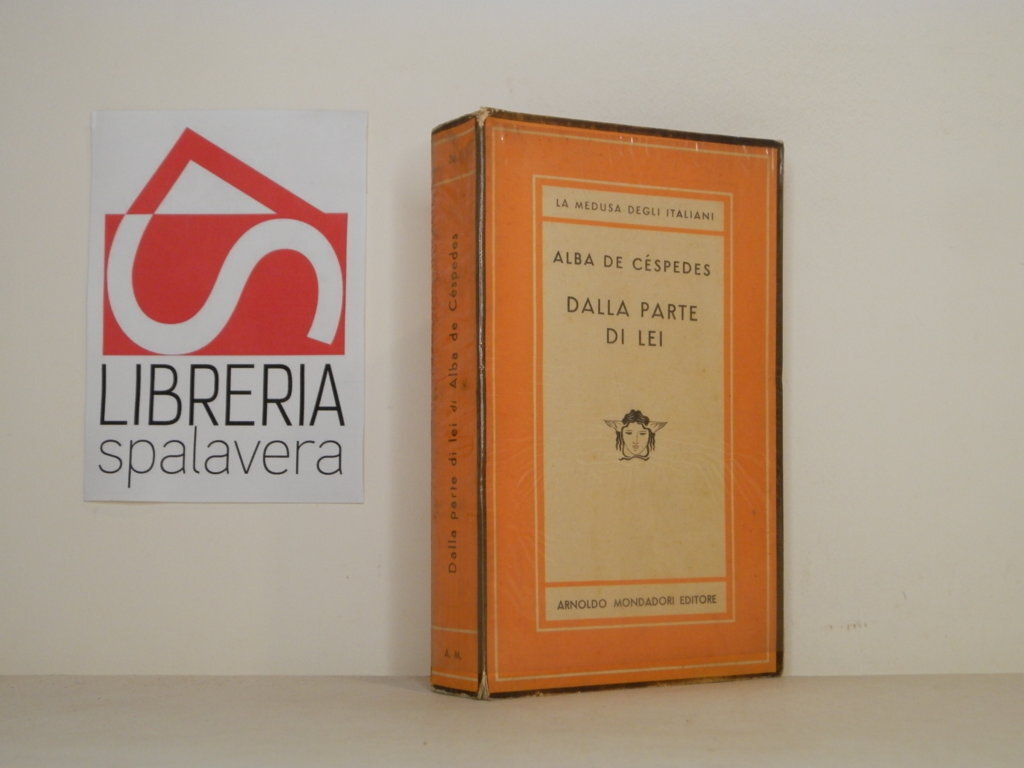 LIBRERIA
spalavera
Dalla parte di lei di Alba de Céspedes
A. M.
LA MEDUSA DEGLI ITALIANI
ALBA DE CÉSPEDES
DALLA PARTE
DI LEI
ARNOLDO MONDADORI EDITORE